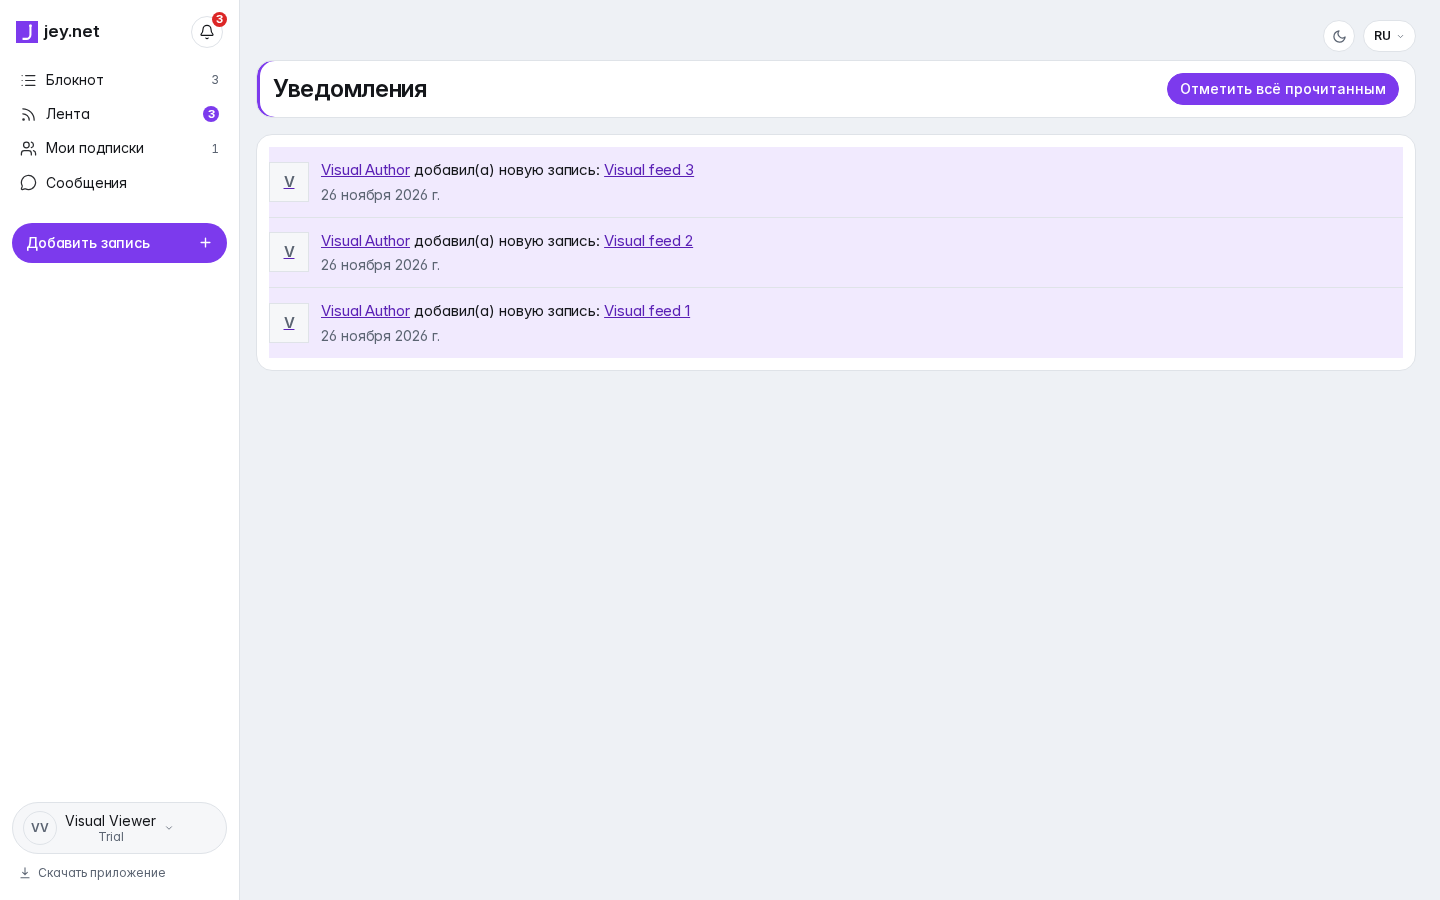 jey.net
3
Блокнот 3
Лента 3
Мои подписки 1
Сообщения
Добавить запись
RU
Уведомления
Отметить всё прочитанным
V
Visual Author добавил(а) новую запись: Visual feed 3
26 ноября 2026 г.
V
Visual Author добавил(а) новую запись: Visual feed 2
26 ноября 2026 г.
V
Visual Author добавил(а) новую запись: Visual feed 1
26 ноября 2026 г.
VV
Visual Viewer
Trial
Скачать приложение